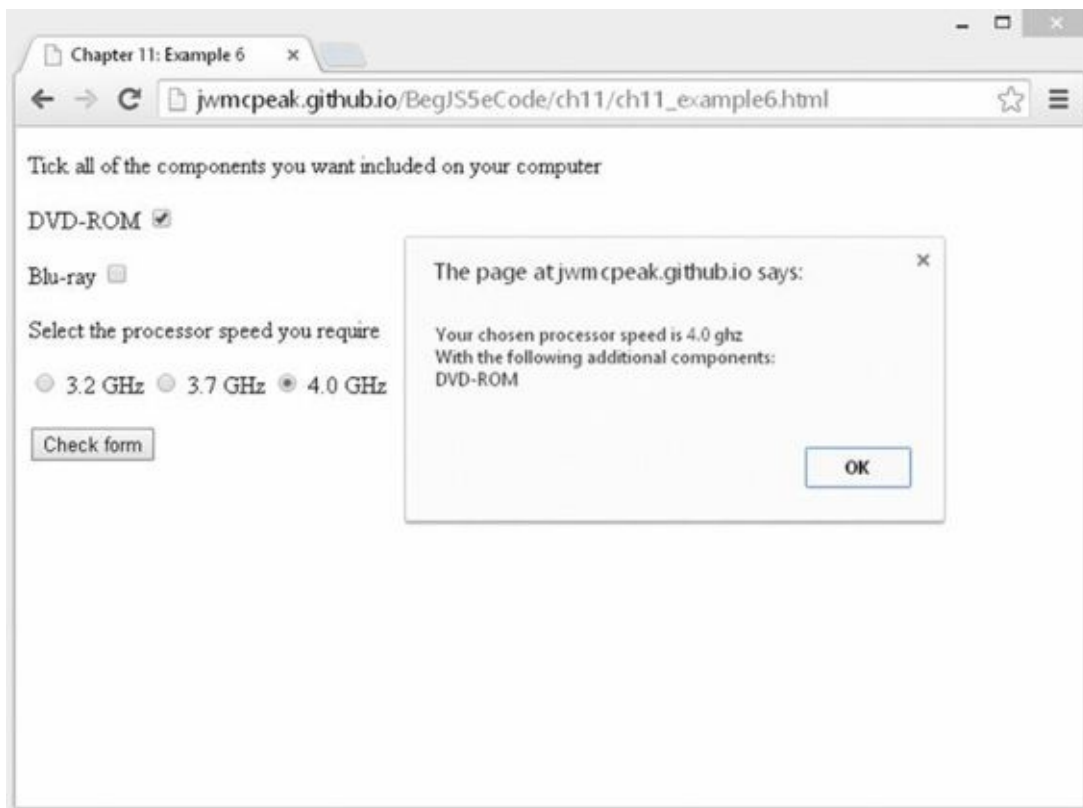 Chapter 11: Example 6
jwmcpeak.github.io/BegJS5eCode/ch11/ch11_example6.html
Tick all of the components you want included on your computer
DVD-ROM
Blu-ray
Select the processor speed you require
3.2 GHz 3.7 GHz 4.0 GHz
Check form
The page at jwmcpeak.github.io says:
Your chosen processor speed is 4.0 ghz
With the following additional components:
DVD-ROM
OK